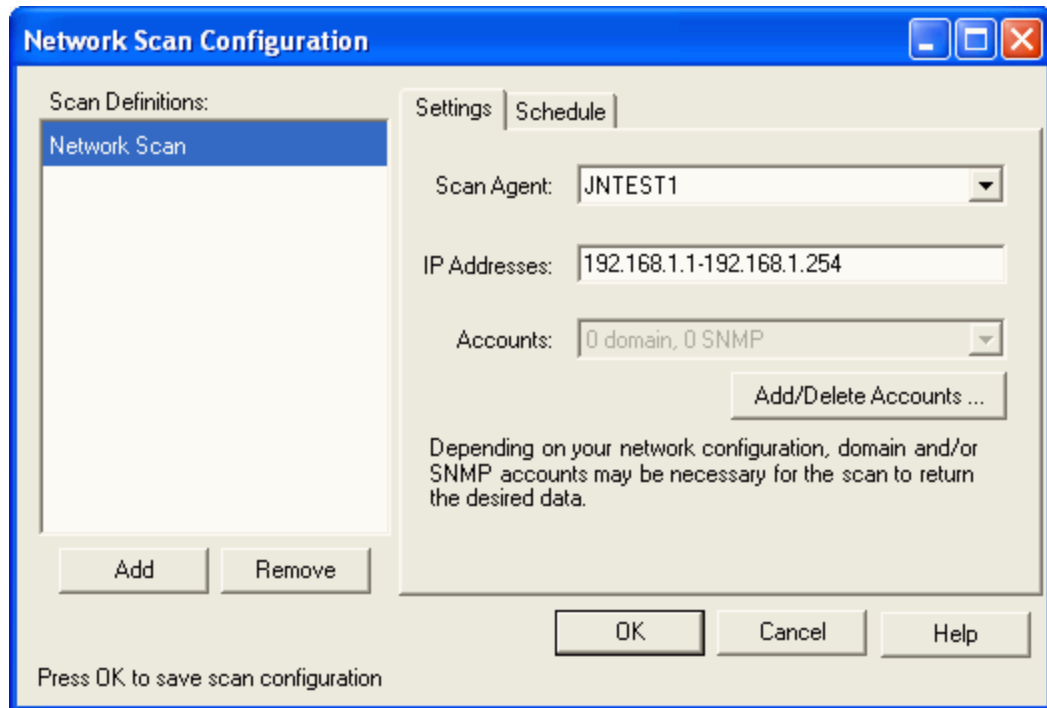 Network Scan Configuration
Scan Definitions:
Network Scan
Add
Remove
Settings
Schedule
Scan Agent:
JNTEST1
IP Addresses:
192.168.1.1-192.168.1.254
Accounts:
0 domain, 0 SNMP
Add/Delete Accounts ...
Depending on your network configuration, domain and/or
SNMP accounts may be necessary for the scan to return
the desired data.
OK
Cancel
Help
Press OK to save scan configuration